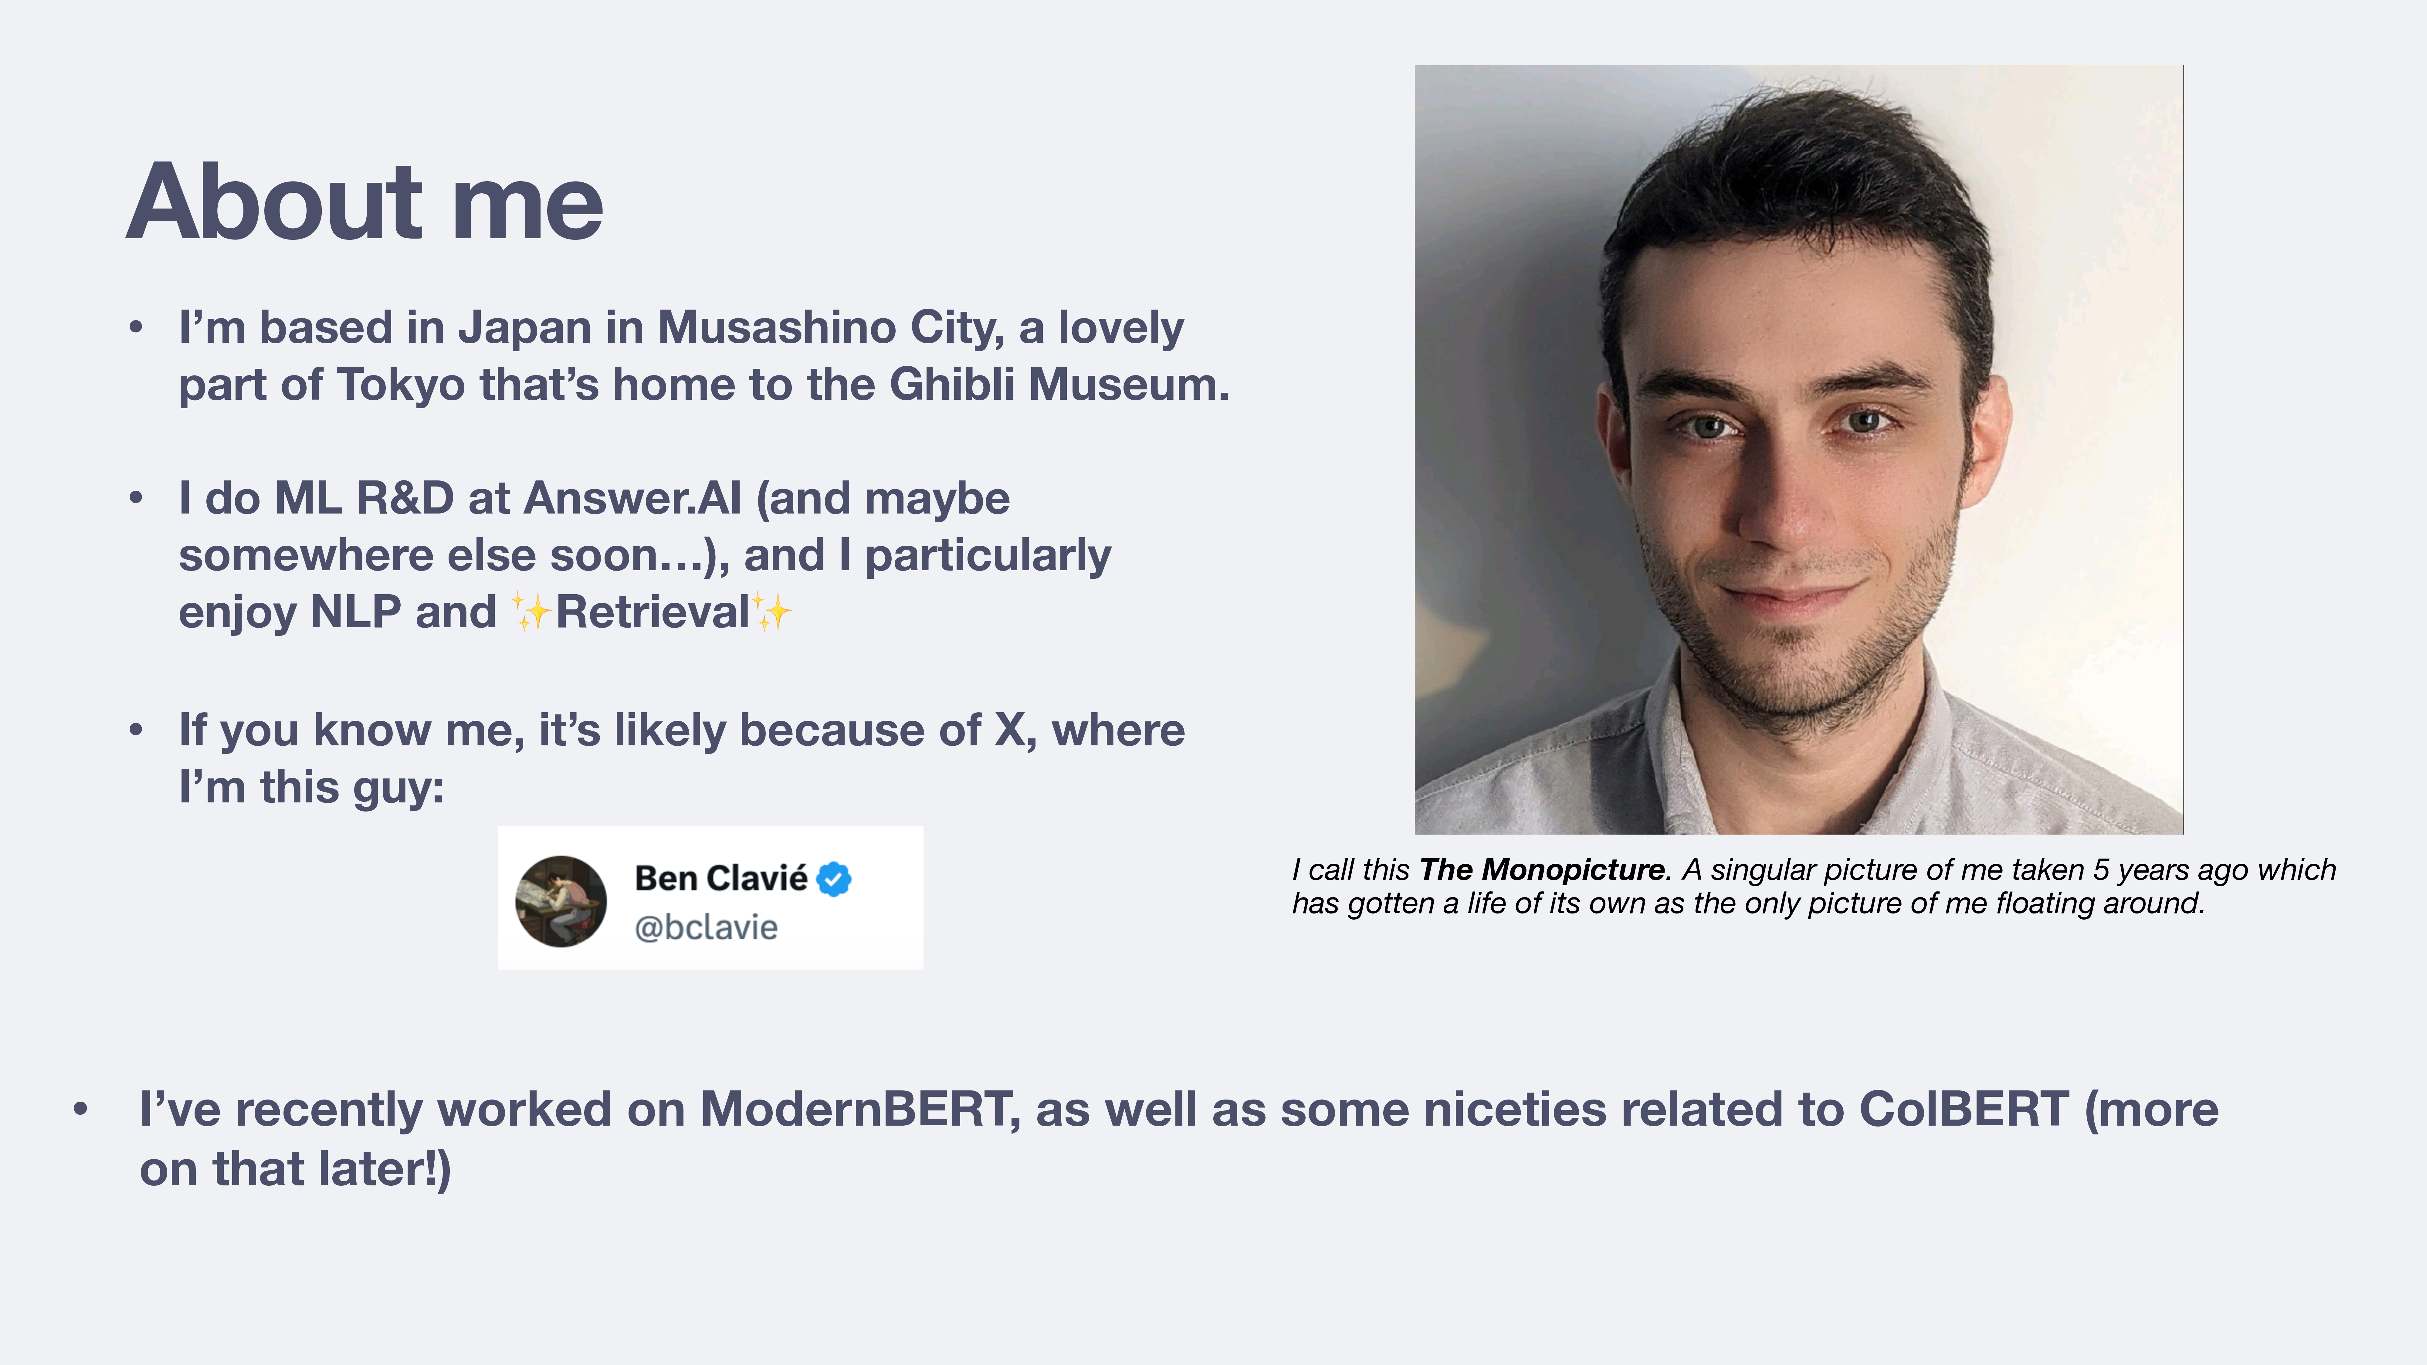 About me
• I’m based in Japan in Musashino City, a lovely
part of Tokyo that’s home to the Ghibli Museum.
• I do ML R&D at Answer.AI (and maybe
somewhere else soon…), and I particularly
enjoy NLP and ✨Retrieval✨
• If you know me, it’s likely because of X, where
I’m this guy:
Ben Clavié
@bclavie
I call this The Monopicture. A singular picture of me taken 5 years ago which
has gotten a life of its own as the only picture of me floating around.
• I’ve recently worked on ModernBERT, as well as some niceties related to ColBERT (more
on that later!)